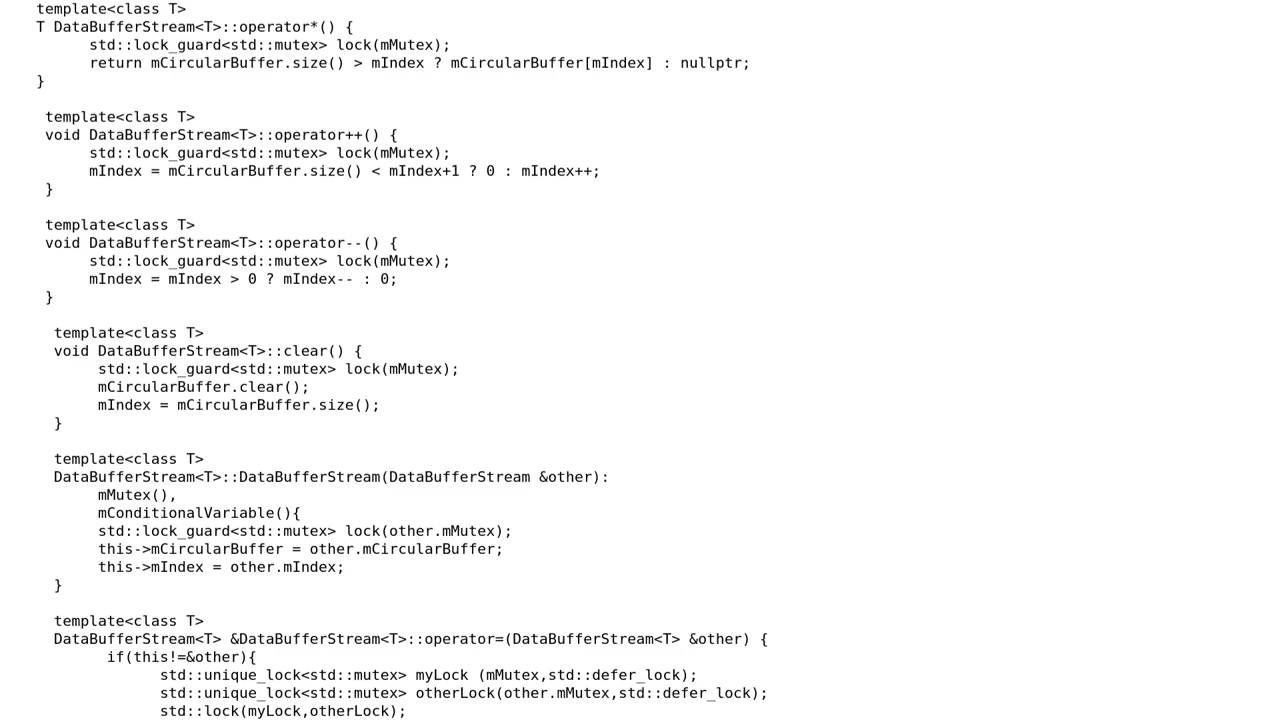 template<class T>
T DataBufferStream<T>::operator*() {
std::lock_guard<std::mutex> lock(mMutex);
return mCircularBuffer.size() > mIndex ? mCircularBuffer[mIndex] : nullptr;
}
template<class T>
void DataBufferStream<T>::operator++() {
std::lock_guard<std::mutex> lock(mMutex);
mIndex = mCircularBuffer.size() < mIndex+1 ? 0 : mIndex++;
}
template<class T>
void DataBufferStream<T>::operator--() {
std::lock_guard<std::mutex> lock(mMutex);
mIndex = mIndex > 0 ? mIndex-- : 0;
}
template<class T>
void DataBufferStream<T>::clear() {
std::lock_guard<std::mutex> lock(mMutex);
mCircularBuffer.clear();
mIndex = mCircularBuffer.size();
}
template<class T>
DataBufferStream<T>::DataBufferStream(DataBufferStream &other):
mMutex(),
mConditionalVariable(){
std::lock_guard<std::mutex> lock(other.mMutex);
this->mCircularBuffer = other.mCircularBuffer;
this->mIndex = other.mIndex;
}
template<class T>
DataBufferStream<T> &DataBufferStream<T>::operator=(DataBufferStream<T> &other) {
if(this!=&other){
std::unique_lock<std::mutex> myLock (mMutex,std::defer_lock);
std::unique_lock<std::mutex> otherLock(other.mMutex,std::defer_lock);
std::lock(myLock,otherLock);